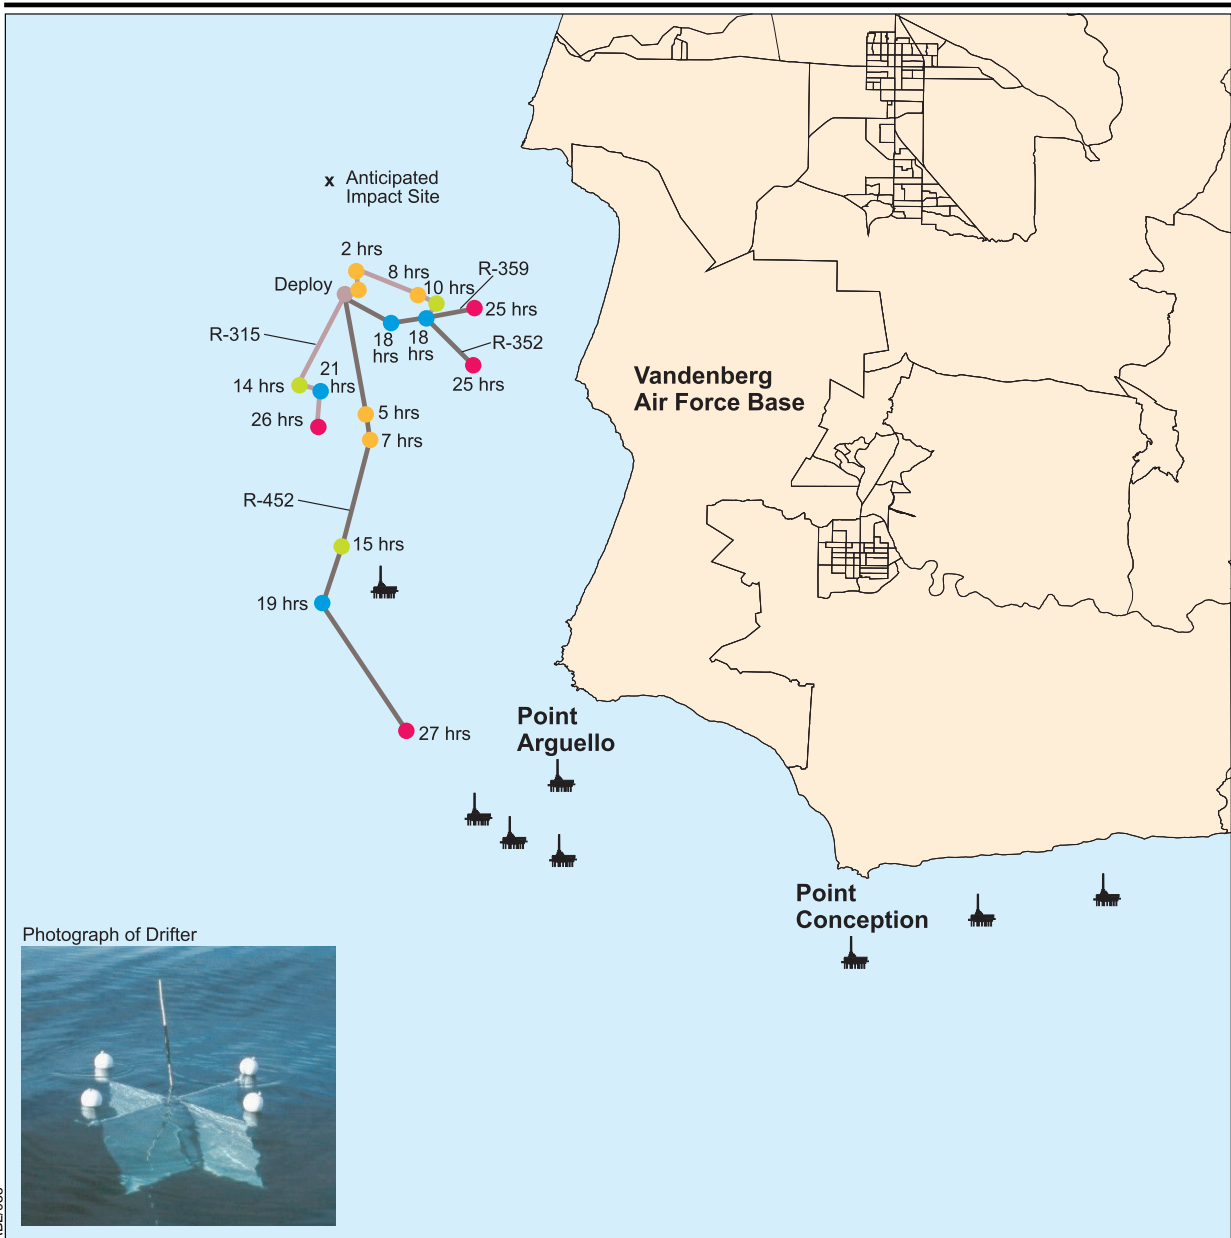 x Anticipated
Impact Site
2 hrs
8 hrs
R-359
Deploy
10 hrs
25 hrs
R-315
18
hrs
18
hrs
R-352
21
hrs
14 hrs
25 hrs
26 hrs
5 hrs
7 hrs
Vandenberg
Air Force Base
R-452
15 hrs
19 hrs
27 hrs
Point
Arguello
Point
Conception
Photograph of Drifter